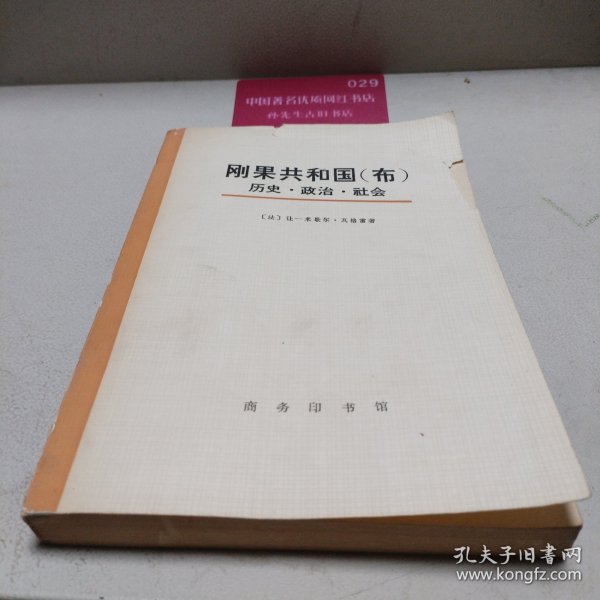 029
中国著名优质网红书店
孙先生古旧书店
刚果共和国(布)
历史·政治·社会
〔法〕让—米歇尔·瓦格雷著
商务印书馆
孔夫子旧书网
www.kongfz.com